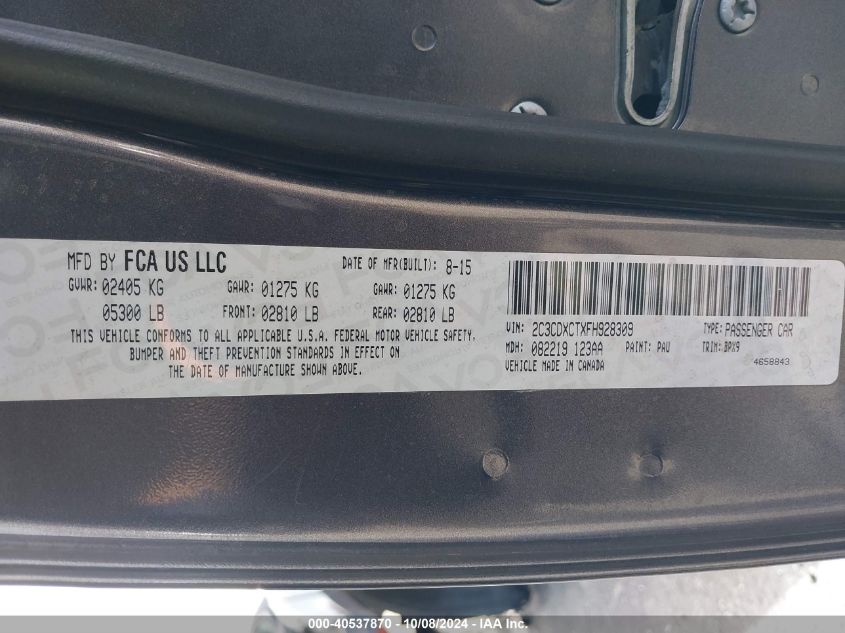 MFD BY FCA US LLC DATE OF MFR(BUILT): 8-15
GVWR: 02405 KG GAWR: 01275 KG GAWR: 01275 KG
05300 LB FRONT: 02810 LB REAR: 02810 LB
THIS VEHICLE CONFORMS TO ALL APPLICABLE U.S.A. FEDERAL MOTOR VEHICLE SAFETY,
BUMPER AND THEFT PREVENTION STANDARDS IN EFFECT ON
THE DATE OF MANUFACTURE SHOWN ABOVE.
VIN: 2C3CDXCTXFH928309 TYPE: PASSENGER CAR
MDH: 082219 123AA PAINT: PAU TRIM: BPX9
VEHICLE MADE IN CANADA 4658843
000-40537870 - 10/08/2024 - IAA Inc.